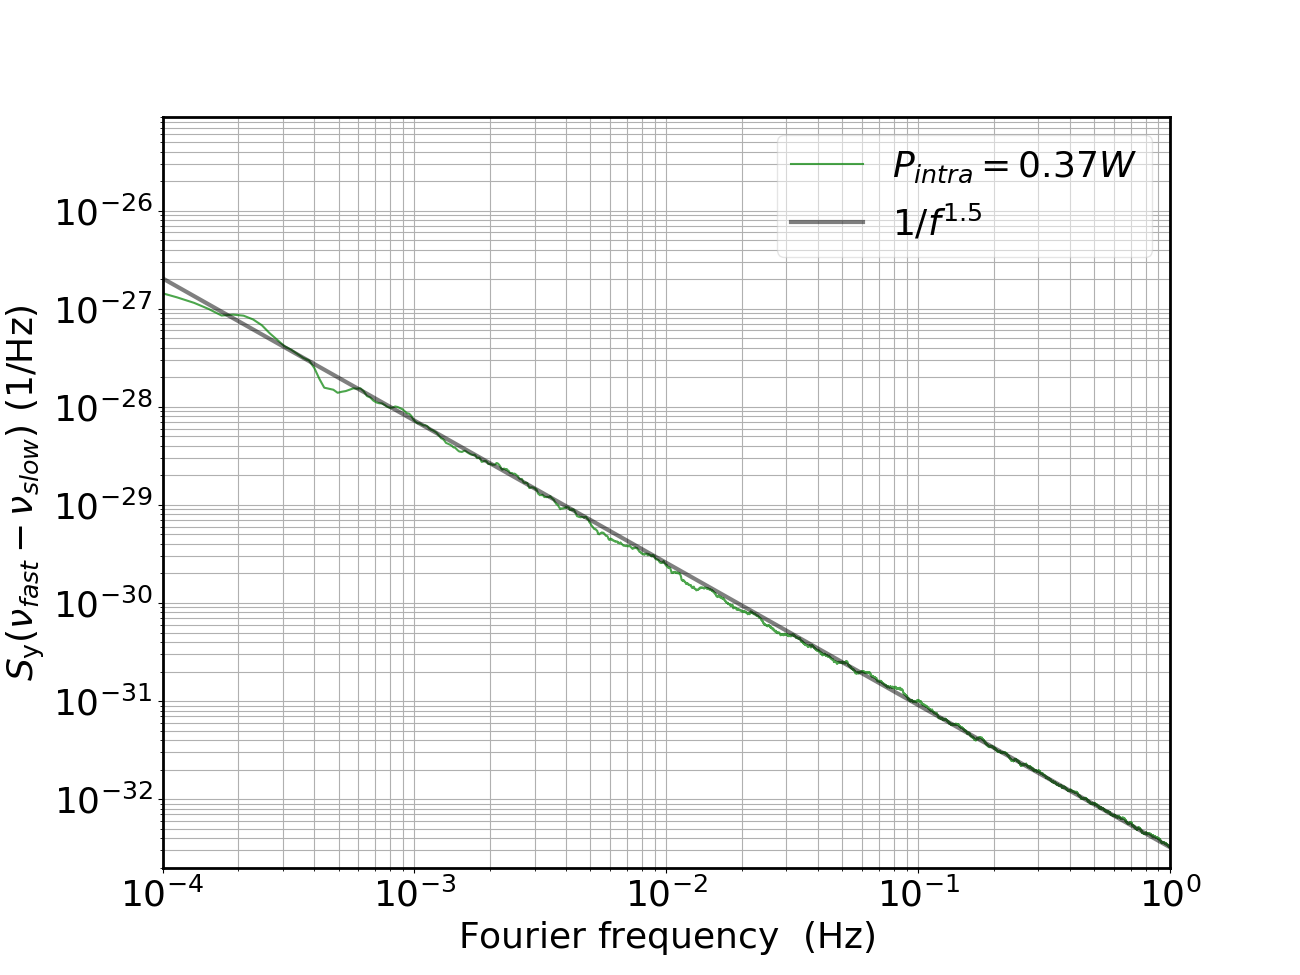 P_intra = 0.37W
1/f^1.5
S_y(ν_fast − ν_slow) (1/Hz)
10^−26
10^−27
10^−28
10^−29
10^−30
10^−31
10^−32
10^−4 10^−3 10^−2 10^−1 10^0
Fourier frequency (Hz)